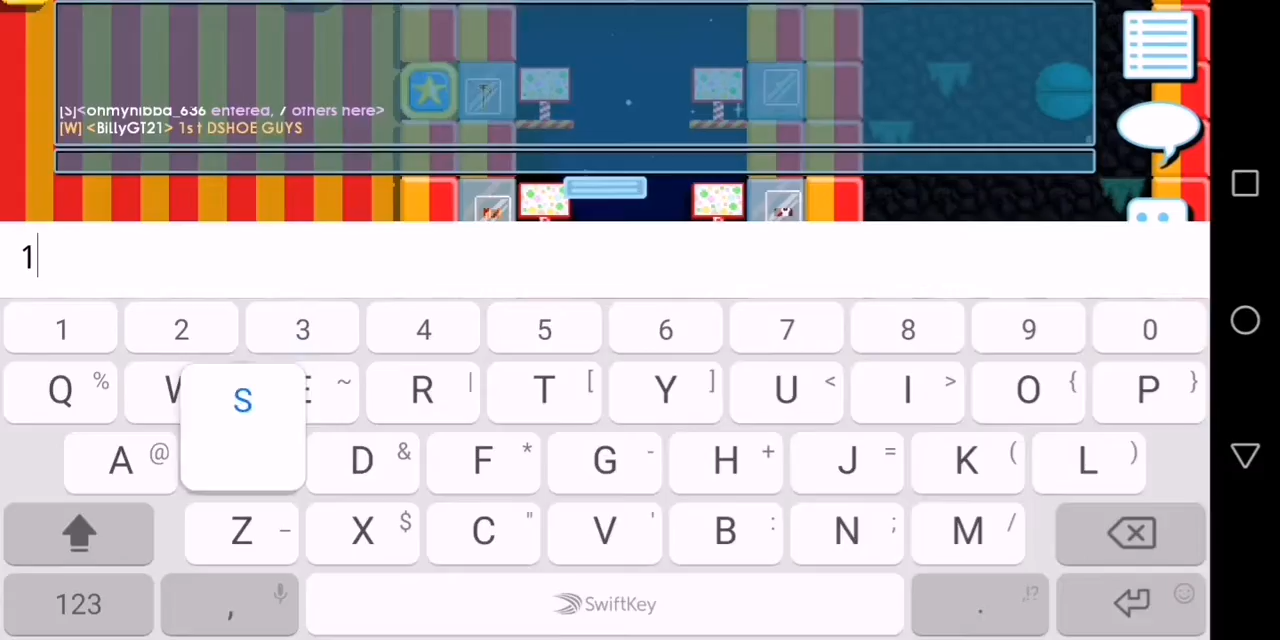 [S]<ohmynibba_636 entered, 7 others here>
[W] <BillyGT21> 1s t DSHOE GUYS
1
1 2 3 4 5 6 7 8 9 0
Q % W S E ~ R | T [ Y ] U < I > O { P }
A @ D & F * G - H + J = K ( L )
Z – X $ C " V ' B : N ; M /
123 , SwiftKey . ,!?